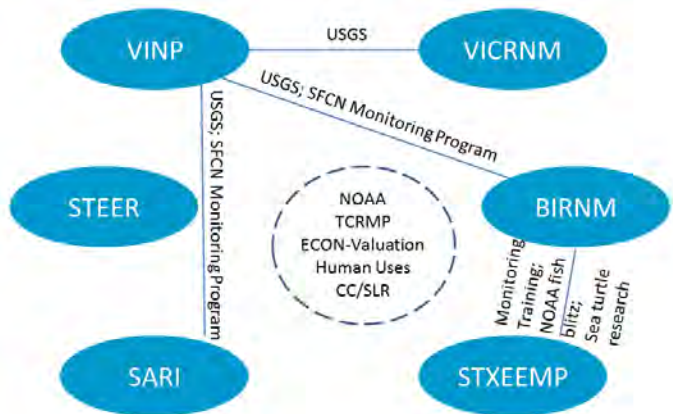 VINP
USGS
VICRNM
USGS; SFCN Monitoring Program
USGS; SFCN Monitoring Program
STEER
NOAA
TCRMP
ECON-Valuation
Human Uses
CC/SLR
BIRNM
Monitoring
Training;
NOAA fish
blitz;
Sea turtle
research
SARI
STXEEMP